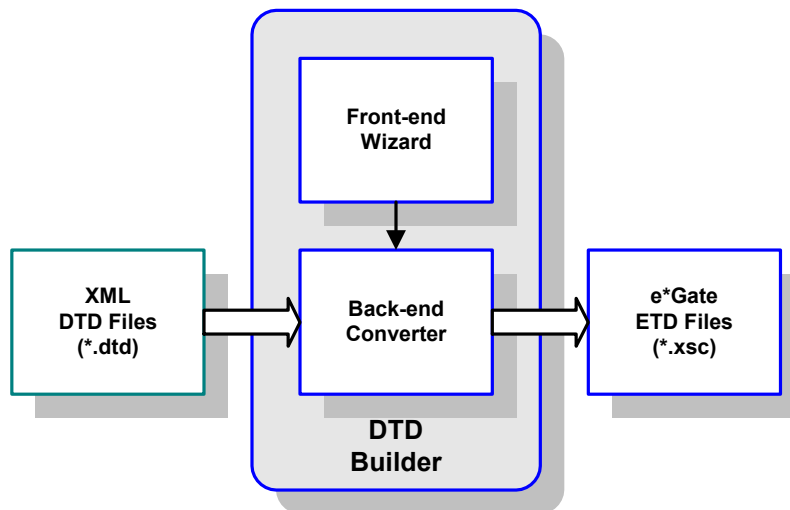 Front-end
Wizard
XML
DTD Files
(*.dtd)
Back-end
Converter
e*Gate
ETD Files
(*.xsc)
DTD
Builder